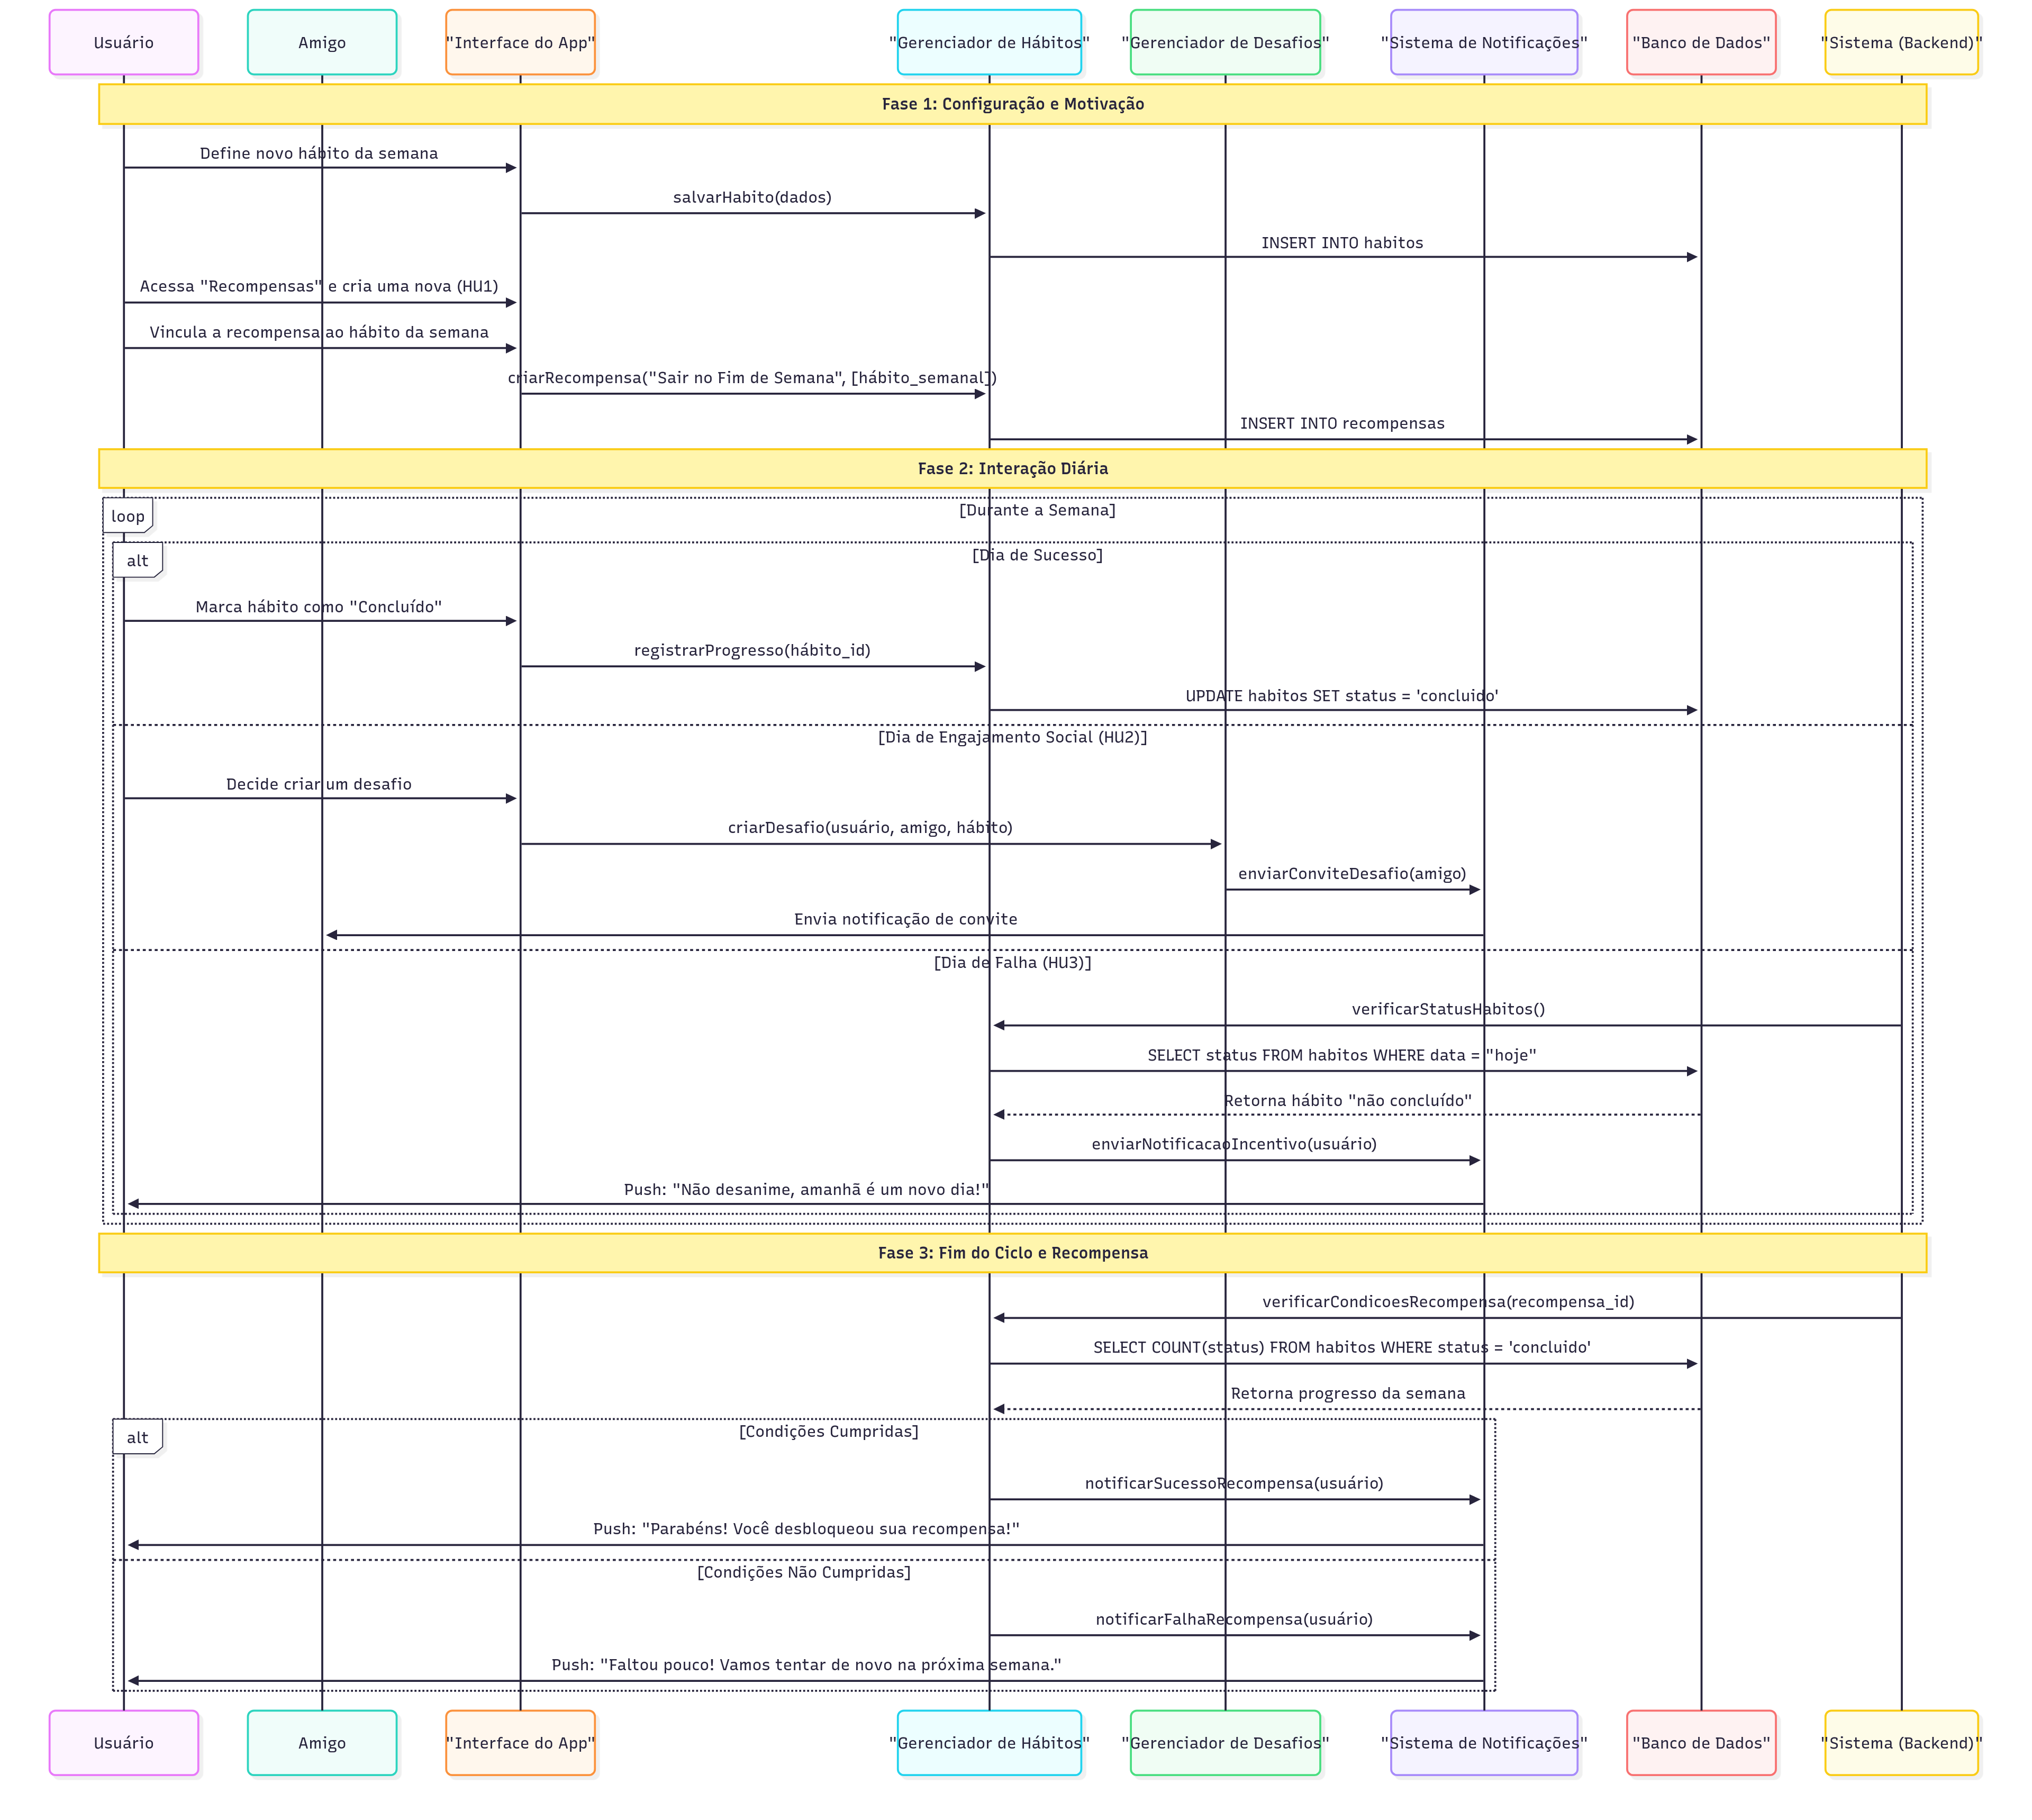 Usuário
Amigo
"Interface do App"
"Gerenciador de Hábitos"
"Gerenciador de Desafios"
"Sistema de Notificações"
"Banco de Dados"
"Sistema (Backend)"
Fase 1: Configuração e Motivação
Define novo hábito da semana
salvarHabito(dados)
INSERT INTO habitos
Acessa "Recompensas" e cria uma nova (HU1)
Vincula a recompensa ao hábito da semana
criarRecompensa("Sair no Fim de Semana", [hábito_semanal])
INSERT INTO recompensas
Fase 2: Interação Diária
loop
[Durante a Semana]
alt
[Dia de Sucesso]
Marca hábito como "Concluído"
registrarProgresso(hábito_id)
UPDATE habitos SET status = 'concluido'
[Dia de Engajamento Social (HU2)]
Decide criar um desafio
criarDesafio(usuário, amigo, hábito)
enviarConviteDesafio(amigo)
Envia notificação de convite
[Dia de Falha (HU3)]
verificarStatusHabitos()
SELECT status FROM habitos WHERE data = "hoje"
Retorna hábito "não concluído"
enviarNotificacaoIncentivo(usuário)
Push: "Não desanime, amanhã é um novo dia!"
Fase 3: Fim do Ciclo e Recompensa
verificarCondicoesRecompensa(recompensa_id)
SELECT COUNT(status) FROM habitos WHERE status = 'concluido'
Retorna progresso da semana
alt
[Condições Cumpridas]
notificarSucessoRecompensa(usuário)
Push: "Parabéns! Você desbloqueou sua recompensa!"
[Condições Não Cumpridas]
notificarFalhaRecompensa(usuário)
Push: "Faltou pouco! Vamos tentar de novo na próxima semana."
Usuário
Amigo
"Interface do App"
"Gerenciador de Hábitos"
"Gerenciador de Desafios"
"Sistema de Notificações"
"Banco de Dados"
"Sistema (Backend)"